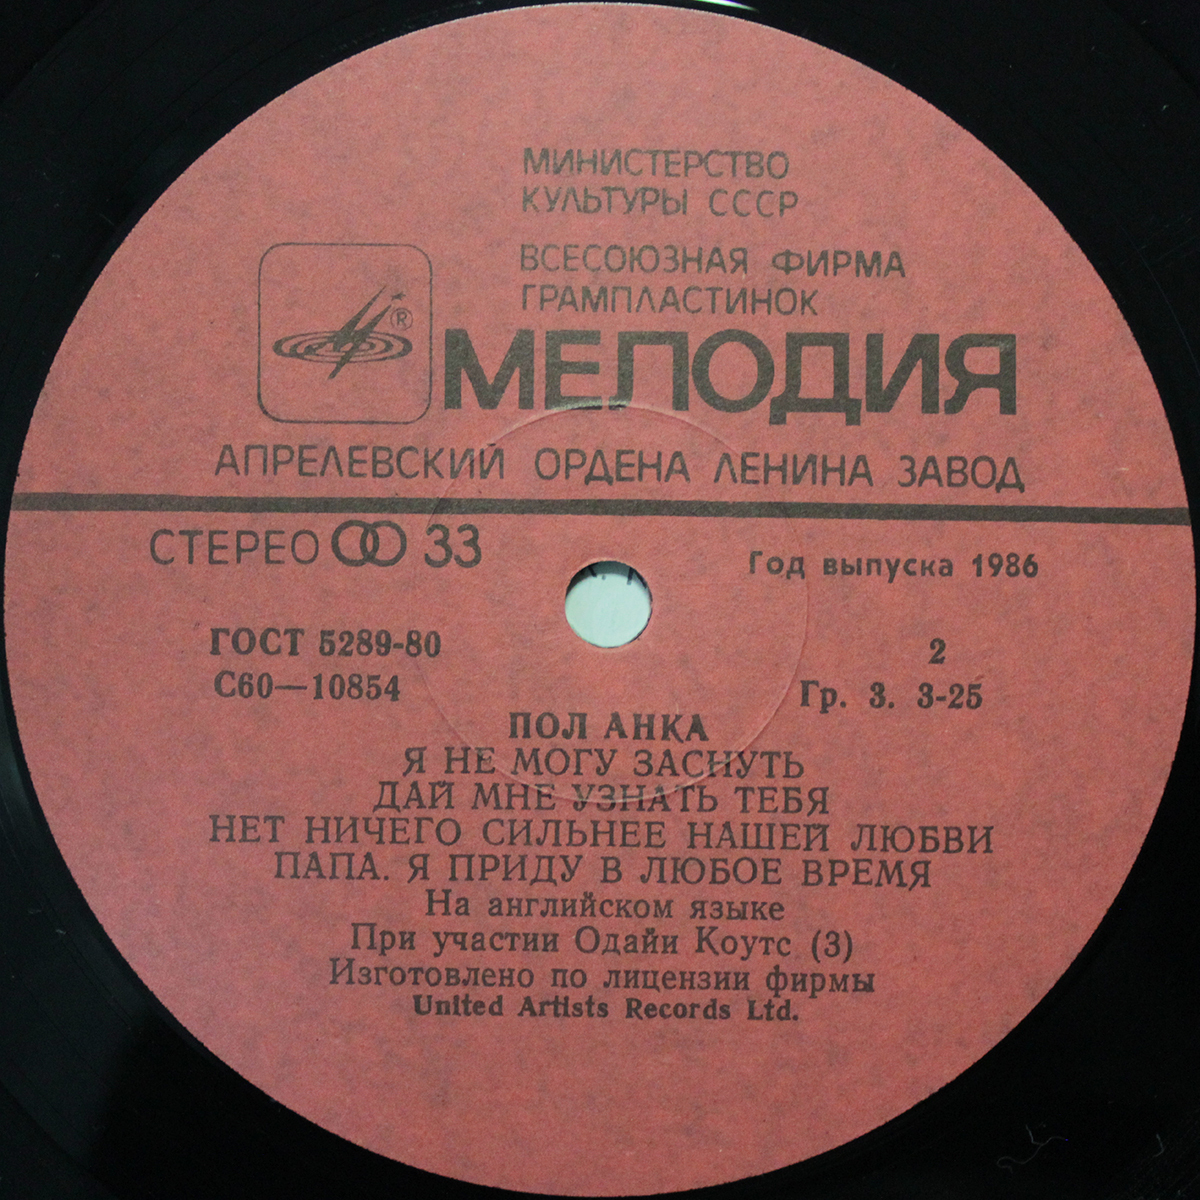 МИНИСТЕРСТВО
КУЛЬТУРЫ СССР
ВСЕСОЮЗНАЯ ФИРМА
ГРАМПЛАСТИНОК
®
МЕЛОДИЯ
АПРЕЛЕВСКИЙ ОРДЕНА ЛЕНИНА ЗАВОД
СТЕРЕО 33
Год выпуска 1986
ГОСТ 5289-80
2
С60—10854
Гр. 3. 3-25
ПОЛ АНКА
Я НЕ МОГУ ЗАСНУТЬ
ДАЙ МНЕ УЗНАТЬ ТЕБЯ
НЕТ НИЧЕГО СИЛЬНЕЕ НАШЕЙ ЛЮБВИ
ПАПА. Я ПРИДУ В ЛЮБОЕ ВРЕМЯ
На английском языке
При участии Одайи Коутс (3)
Изготовлено по лицензии фирмы
United Artists Records Ltd.